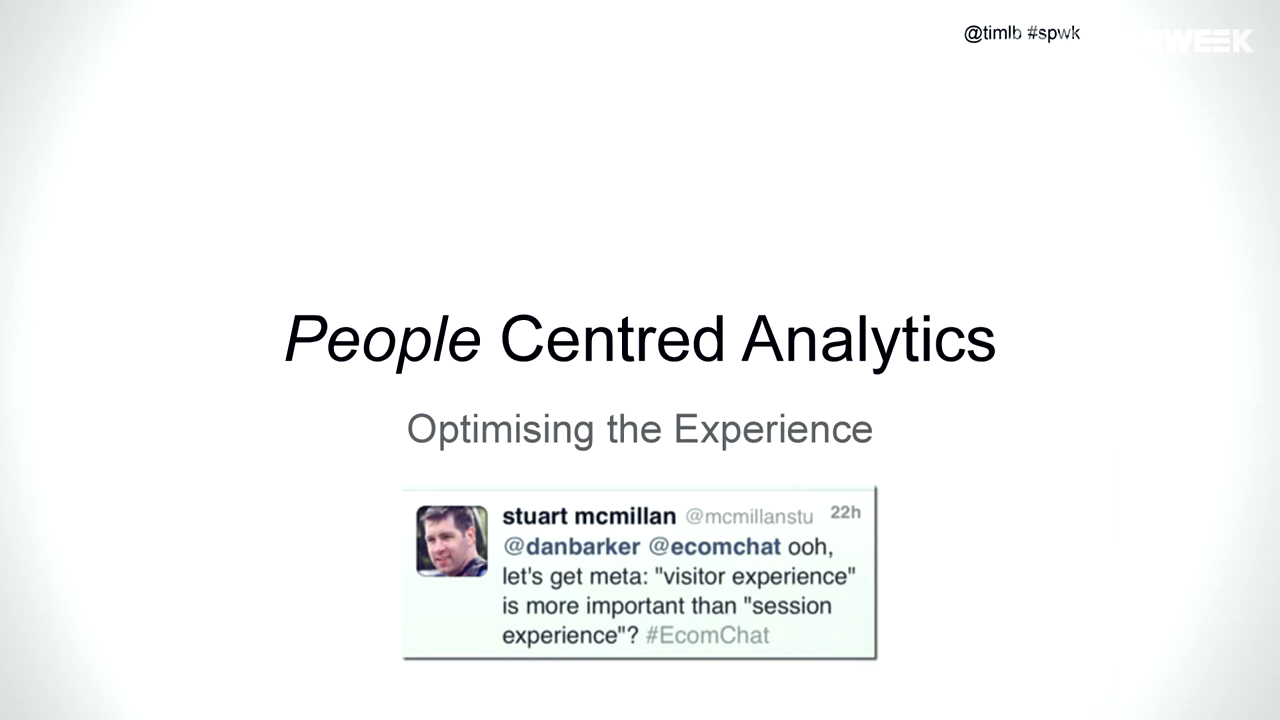 @timlb #spwk
WEEK
People Centred Analytics
Optimising the Experience
stuart mcmillan @mcmillanstu 22h
@danbarker @ecomchat ooh,
let's get meta: "visitor experience"
is more important than "session
experience"? #EcomChat